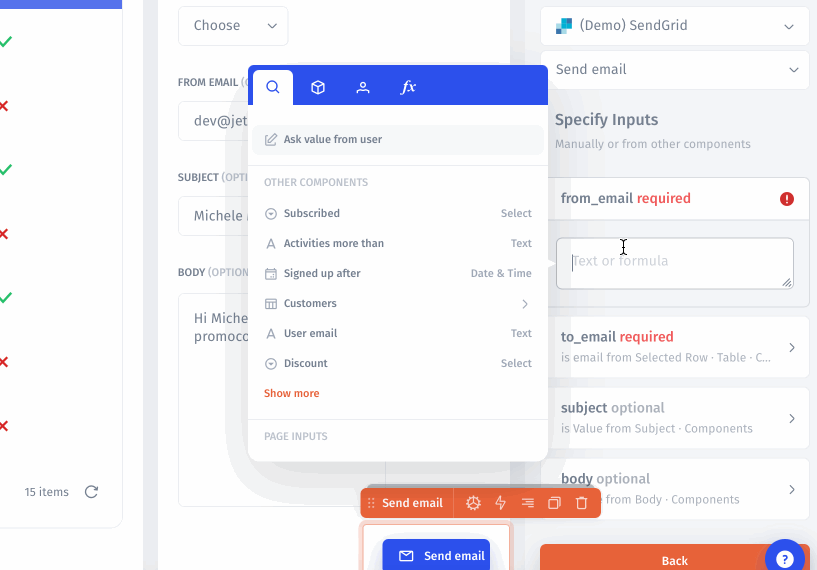 Choose
FROM EMAIL
dev@jet
SUBJECT (OPTI
Michele
BODY (OPTION
Hi Miche
promoco
15 items
fx
Ask value from user
OTHER COMPONENTS
Subscribed Select
Activities more than Text
Signed up after Date & Time
Customers
User email Text
Discount Select
Show more
PAGE INPUTS
Send email
Send email
(Demo) SendGrid
Send email
Specify Inputs
Manually or from other components
from_email required
Text or formula
to_email required
is email from Selected Row · Table · C...
subject optional
is Value from Subject · Components
body optional
from Body · Components
Back
?